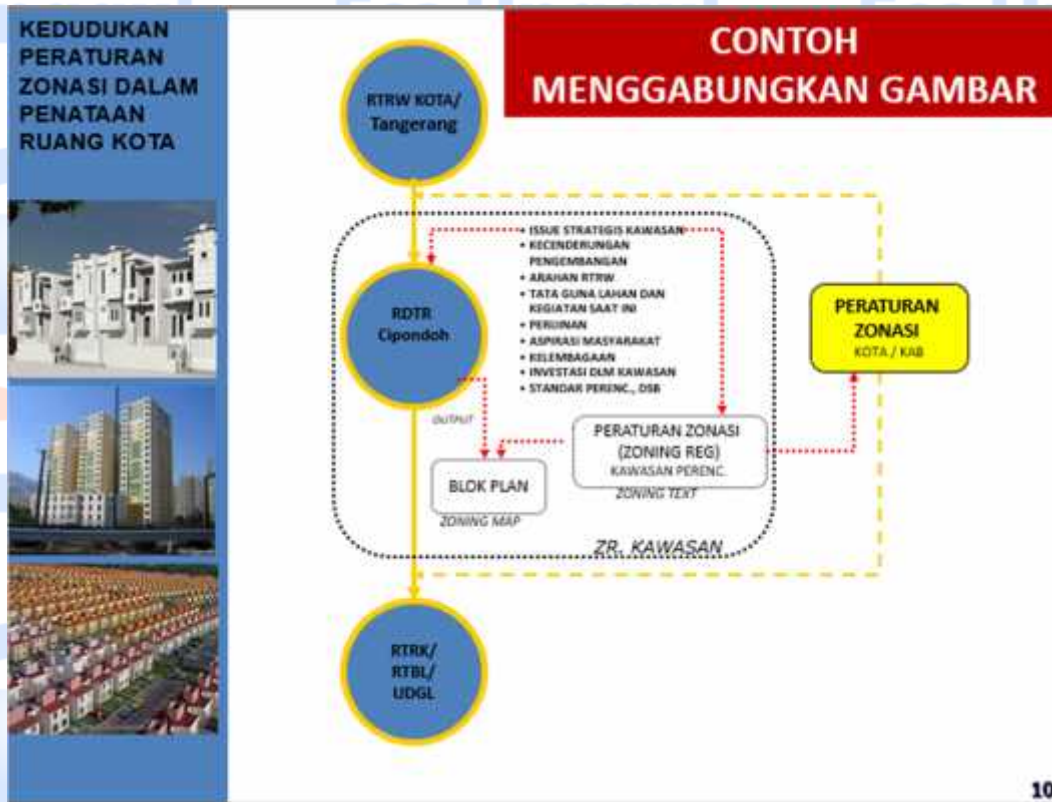 KEDUDUKAN
PERATURAN
ZONASI DALAM
PENATAAN
RUANG KOTA
CONTOH
MENGGABUNGKAN GAMBAR
RTRW KOTA/
Tangerang
• ISSUE STRATEGIS KAWASAN
• KECENDERUNGAN
PENGEMBANGAN
• ARAHAN RTRW
• TATA GUNA LAHAN DAN
KEGIATAN SAAT INI
• PERIJINAN
• ASPIRASI MASYARAKAT
• KELEMBAGAAN
• INVESTASI DLM KAWASAN
• STANDAR PERENC., DSB
RDTR
Cipondoh
PERATURAN
ZONASI
KOTA / KAB
OUTPUT
PERATURAN ZONASI
(ZONING REG)
KAWASAN PERENC.
ZONING TEXT
BLOK PLAN
ZONING MAP
ZR. KAWASAN
RTRK/
RTBL/
UDGL
10